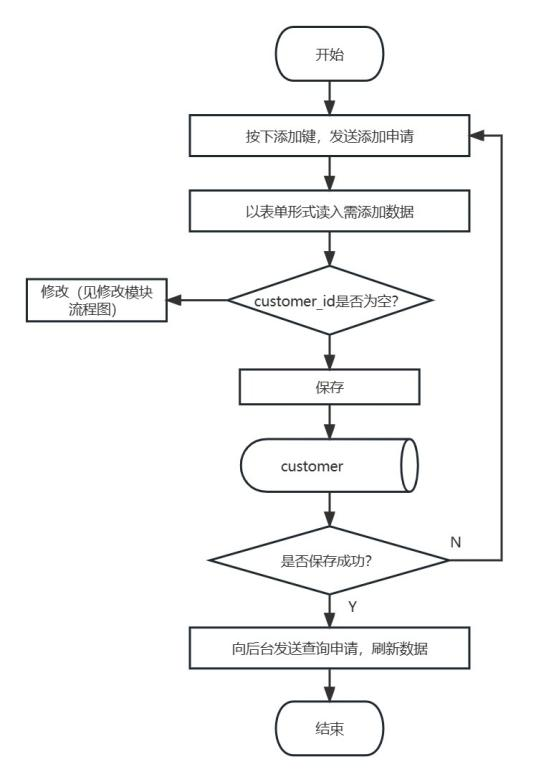 开始
按下添加键，发送添加申请
以表单形式读入需添加数据
customer_id是否为空?
修改（见修改模块
流程图）
保存
customer
是否保存成功?
N
Y
向后台发送查询申请，刷新数据
结束